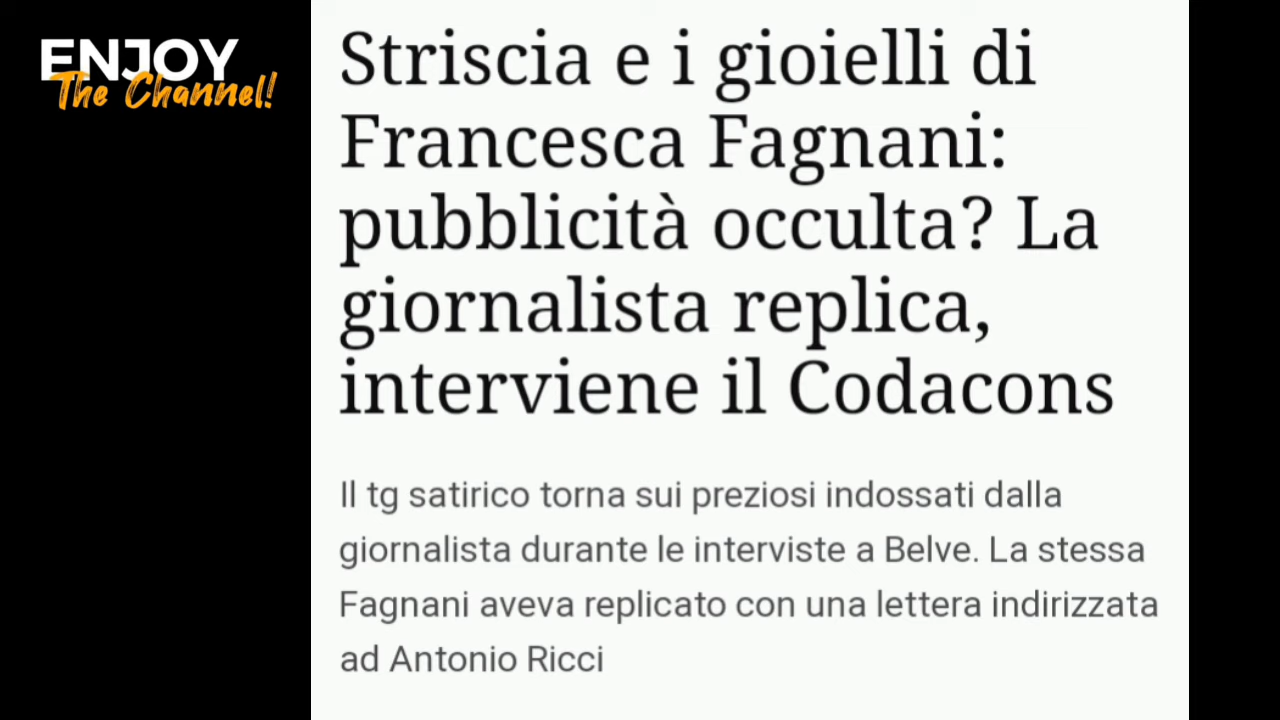 ENJOY
The Channel!
Striscia e i gioielli di
Francesca Fagnani:
pubblicità occulta? La
giornalista replica,
interviene il Codacons
Il tg satirico torna sui preziosi indossati dalla
giornalista durante le interviste a Belve. La stessa
Fagnani aveva replicato con una lettera indirizzata
ad Antonio Ricci